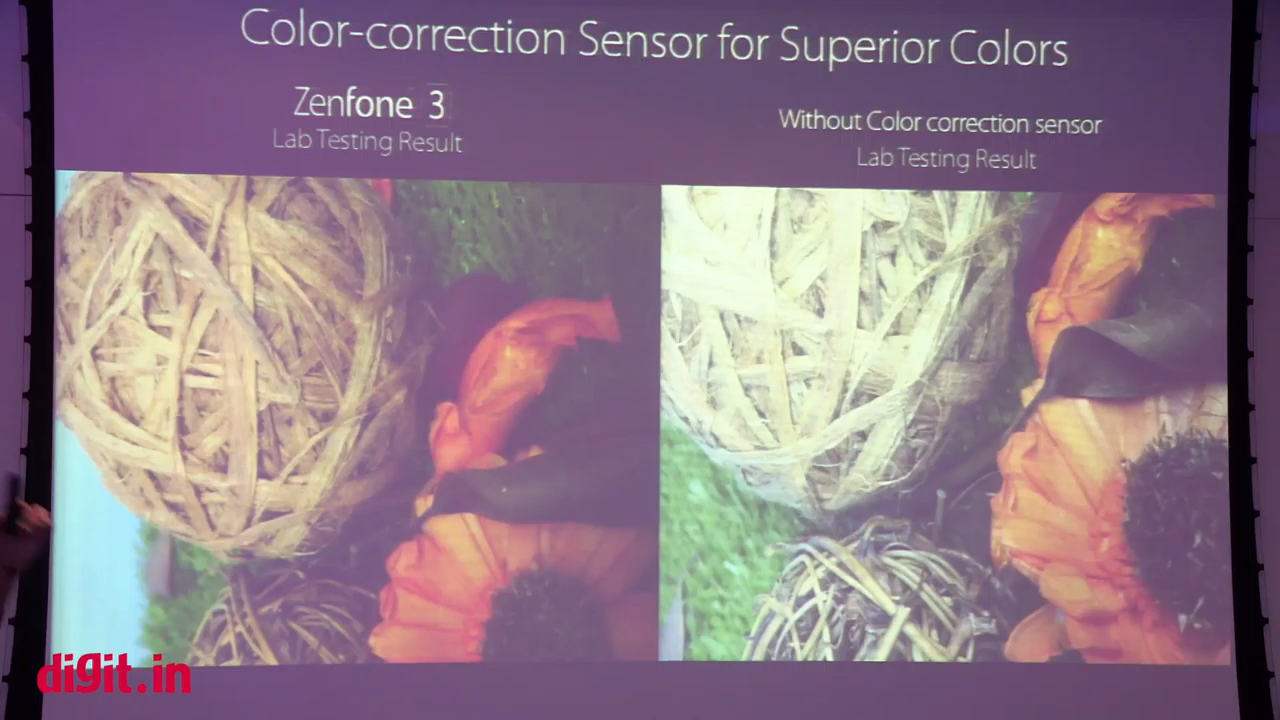 Color-correction Sensor for Superior Colors
Zenfone 3
Lab Testing Result
Without Color correction sensor
Lab Testing Result
digit.in